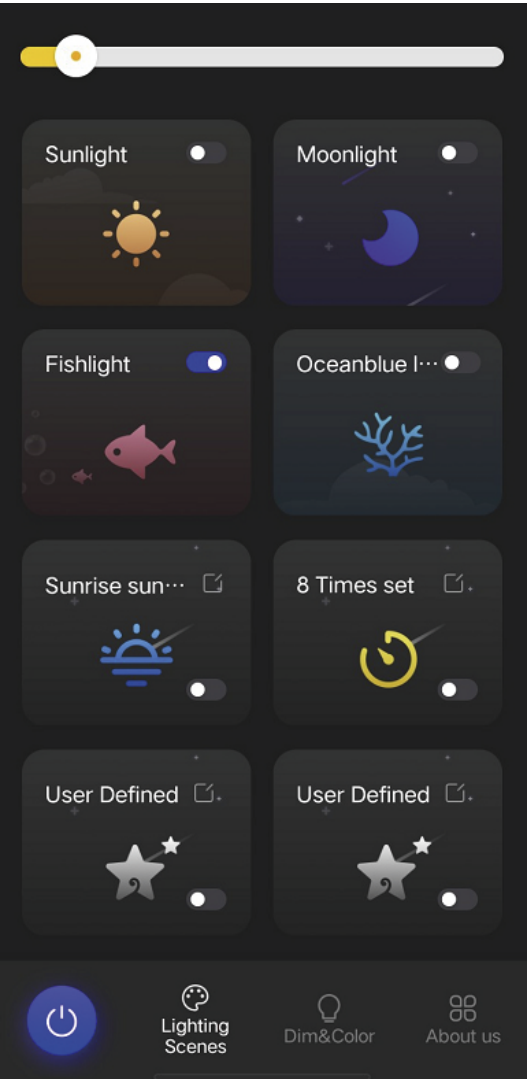 Sunlight
Moonlight
Fishlight
Oceanblue l···
Sunrise sun···
8 Times set
User Defined
User Defined
Lighting
Scenes
Dim&Color
About us